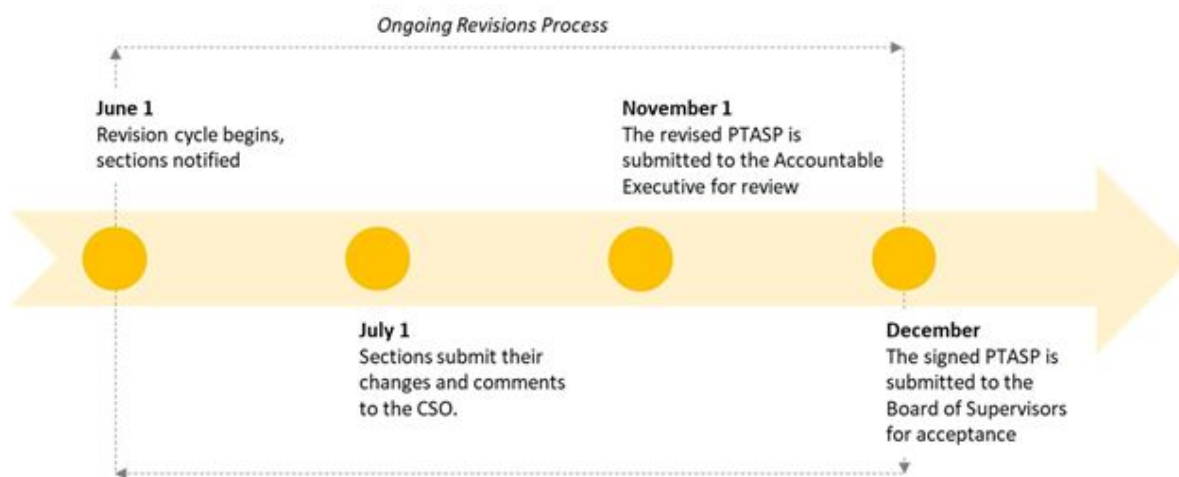 Ongoing Revisions Process
June 1
Revision cycle begins,
sections notified
November 1
The revised PTASP is
submitted to the Accountable
Executive for review
July 1
Sections submit their
changes and comments
to the CSO.
December
The signed PTASP is
submitted to the
Board of Supervisors
for acceptance